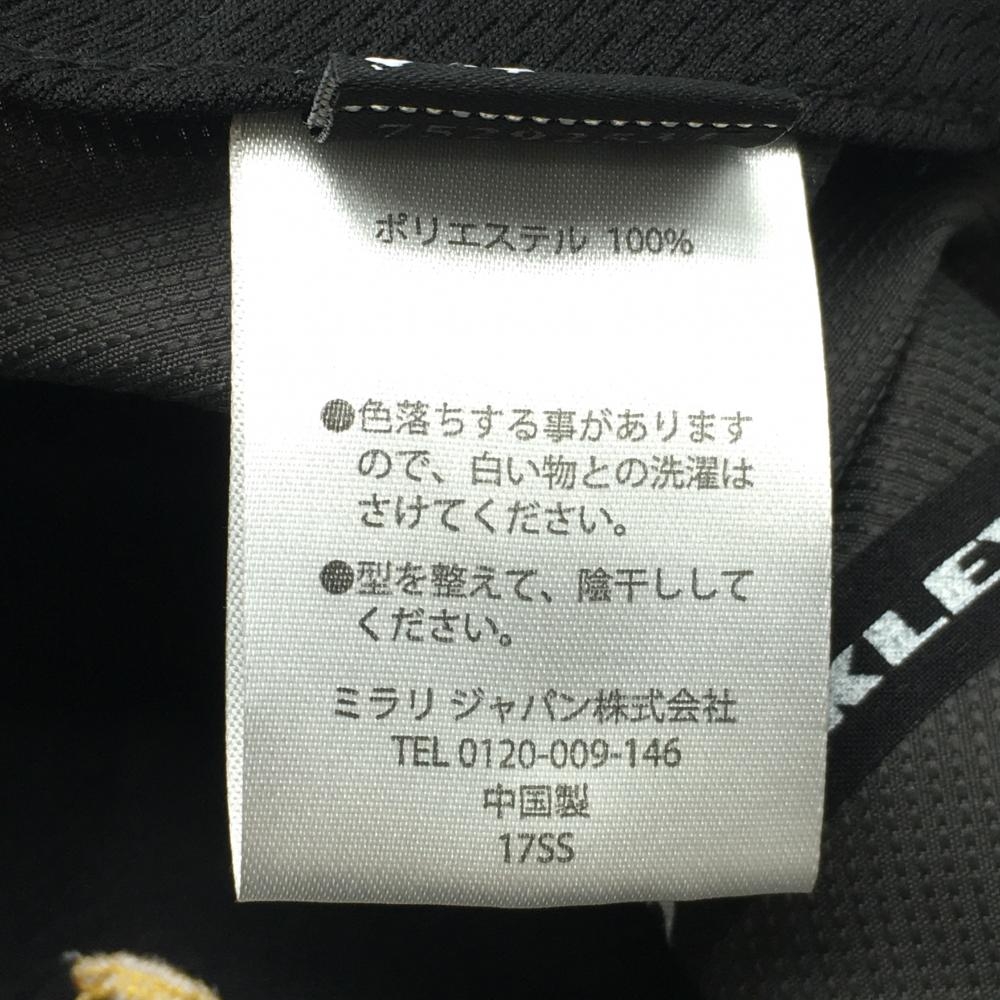 ポリエステル 100%
●色落ちする事があります
ので、白い物との洗濯は
さけてください。
●型を整えて、陰干しして
ください。
ミラリ ジャパン株式会社
TEL 0120-009-146
中国製
17SS
KLEY